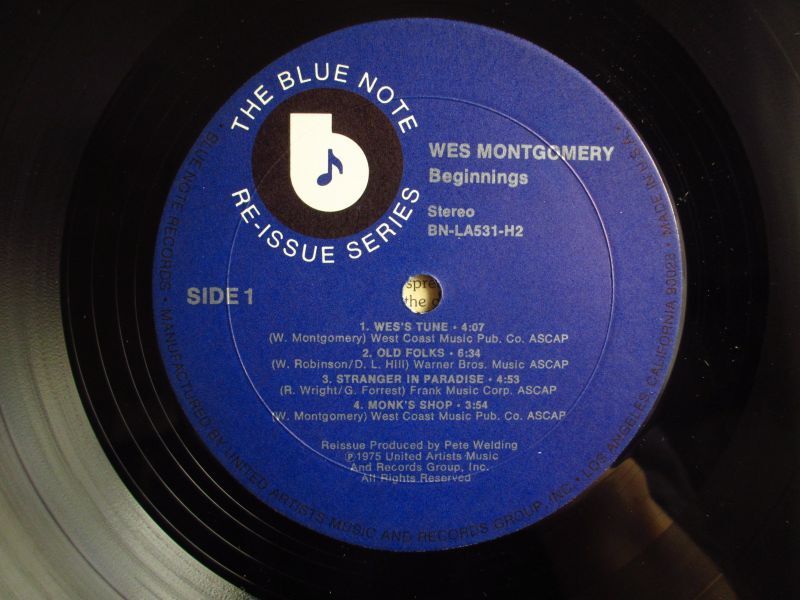 THE BLUE NOTE
RE-ISSUE SERIES
WES MONTGOMERY
Beginnings
Stereo
BN-LA531-H2
SIDE 1
spre
the
1. WES'S TUNE • 4:07
(W. Montgomery) West Coast Music Pub. Co. ASCAP
2. OLD FOLKS • 6:34
(W. Robinson/D. L. Hill) Warner Bros. Music ASCAP
3. STRANGER IN PARADISE • 4:53
(R. Wright/G. Forrest) Frank Music Corp. ASCAP
4. MONK'S SHOP • 3:54
(W. Montgomery) West Coast Music Pub. Co. ASCAP
Reissue Produced by Pete Welding
℗1975 United Artists Music
And Records Group, Inc.
All Rights Reserved
• BLUE NOTE RECORDS • MANUFACTURED BY UNITED ARTISTS MUSIC AND RECORDS GROUP, INC. • LOS ANGELES, CALIFORNIA 90028 • MADE IN U.S.A.